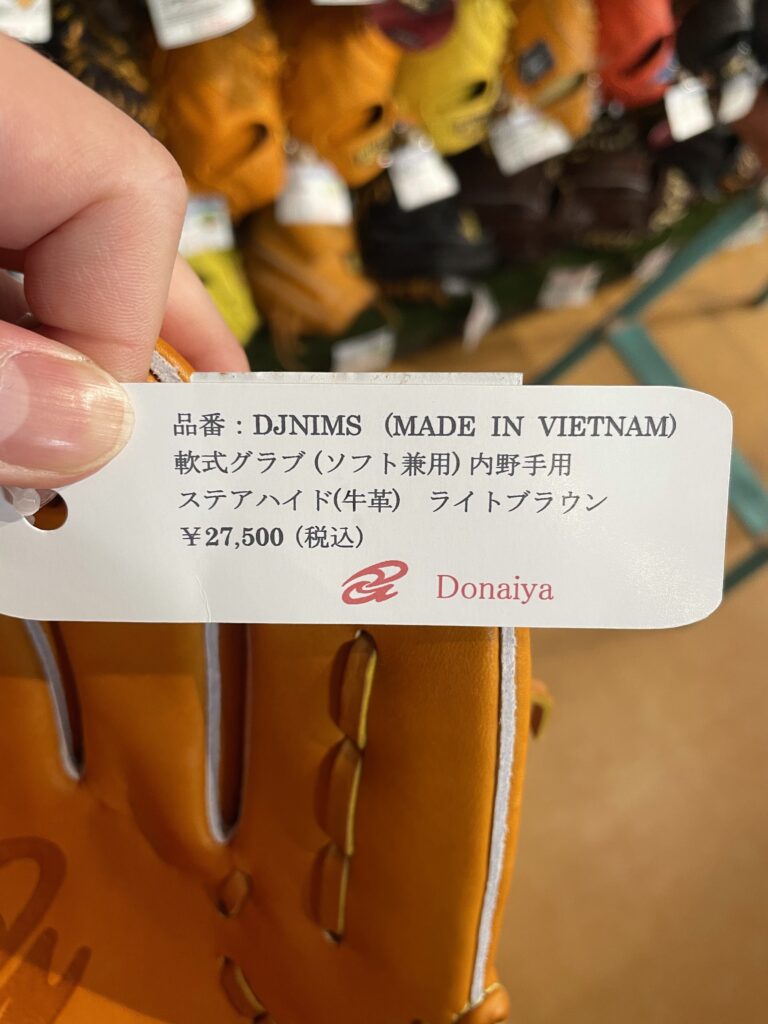 品番 : DJNIMS (MADE IN VIETNAM)
軟式グラブ (ソフト兼用) 内野手用
ステアハイド(牛革) ライトブラウン
￥27,500 (税込)
Donaiya